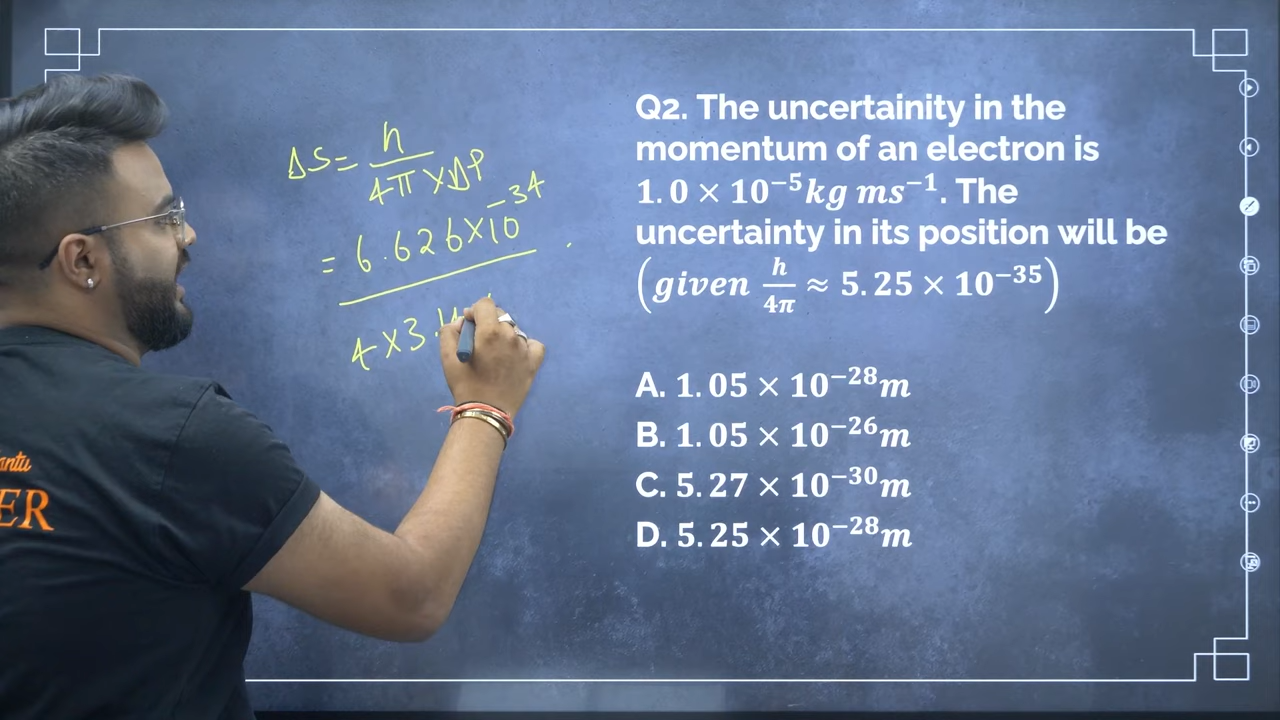 ΔS = h / 4π × ΔP
= 6.626×10^-34
4×3.
Q2. The uncertainity in the
momentum of an electron is
1.0 × 10^−5 kg ms^−1. The
uncertainty in its position will be
(given h/4π ≈ 5.25 × 10^−35)
A. 1.05 × 10^−28 m
B. 1.05 × 10^−26 m
C. 5.27 × 10^−30 m
D. 5.25 × 10^−28 m
antu
ER